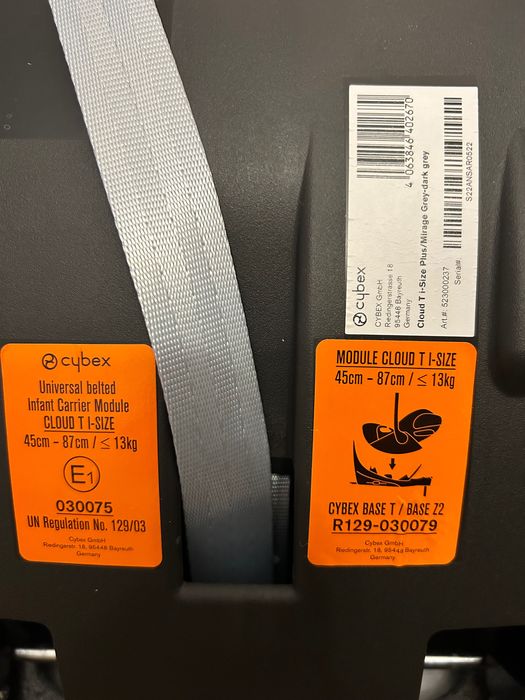 4 063846 402670
cybex
CYBEX GmbH
Riedingerstrasse 18
95448 Bayreuth
Germany
Cloud T i-Size Plus/Mirage Grey-dark grey
Art.#: 523000237
Serial#
S22ANSAR0522
cybex
Universal belted
Infant Carrier Module
CLOUD T I-SIZE
45cm – 87cm / ≤ 13kg
E1
030075
UN Regulation No. 129/03
Cybex GmbH
Riedingerstr. 18, 95448 Bayreuth
Germany
MODULE CLOUD T I-SIZE
45cm – 87cm / ≤ 13kg
CYBEX BASE T / BASE Z2
R129-030079
Cybex GmbH
Riedingerstr. 18, 95448 Bayreuth
Germany